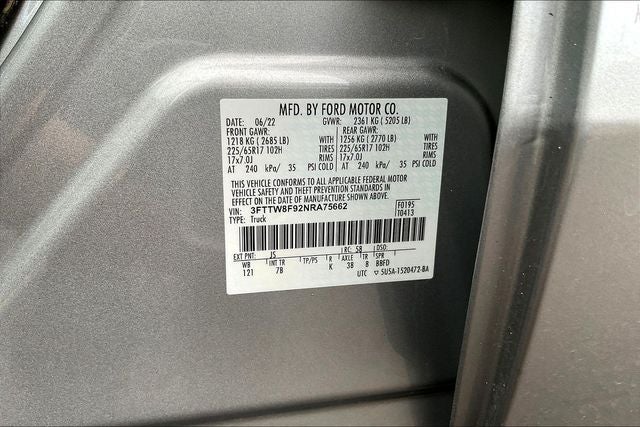 MFD. BY FORD MOTOR CO.
DATE: 06/22 GVWR: 2361 KG ( 5205 LB)
FRONT GAWR: REAR GAWR:
1218 KG ( 2685 LB) 1256 KG ( 2770 LB)
225/65R17 102H TIRES 225/65R17 102H TIRES
17x7.0J RIMS 17x7.0J RIMS
AT 240 kPa/ 35 PSI COLD AT 240 kPa/ 35 PSI COLD
THIS VEHICLE CONFORMS TO ALL APPLICABLE FEDERAL MOTOR
VEHICLE SAFETY AND THEFT PREVENTION STANDARDS IN
EFFECT ON THE DATE OF MANUFACTURE SHOWN ABOVE.
VIN: 3FTTW8F92NRA75662 F0195
TYPE: Truck T0413
EXT PNT: JS RC: 58 DSO:
WB INT TR TP/PS R AXLE TR SPR
121 7B K 38 8 BBFD
UTC 5U5A-1520472-BA